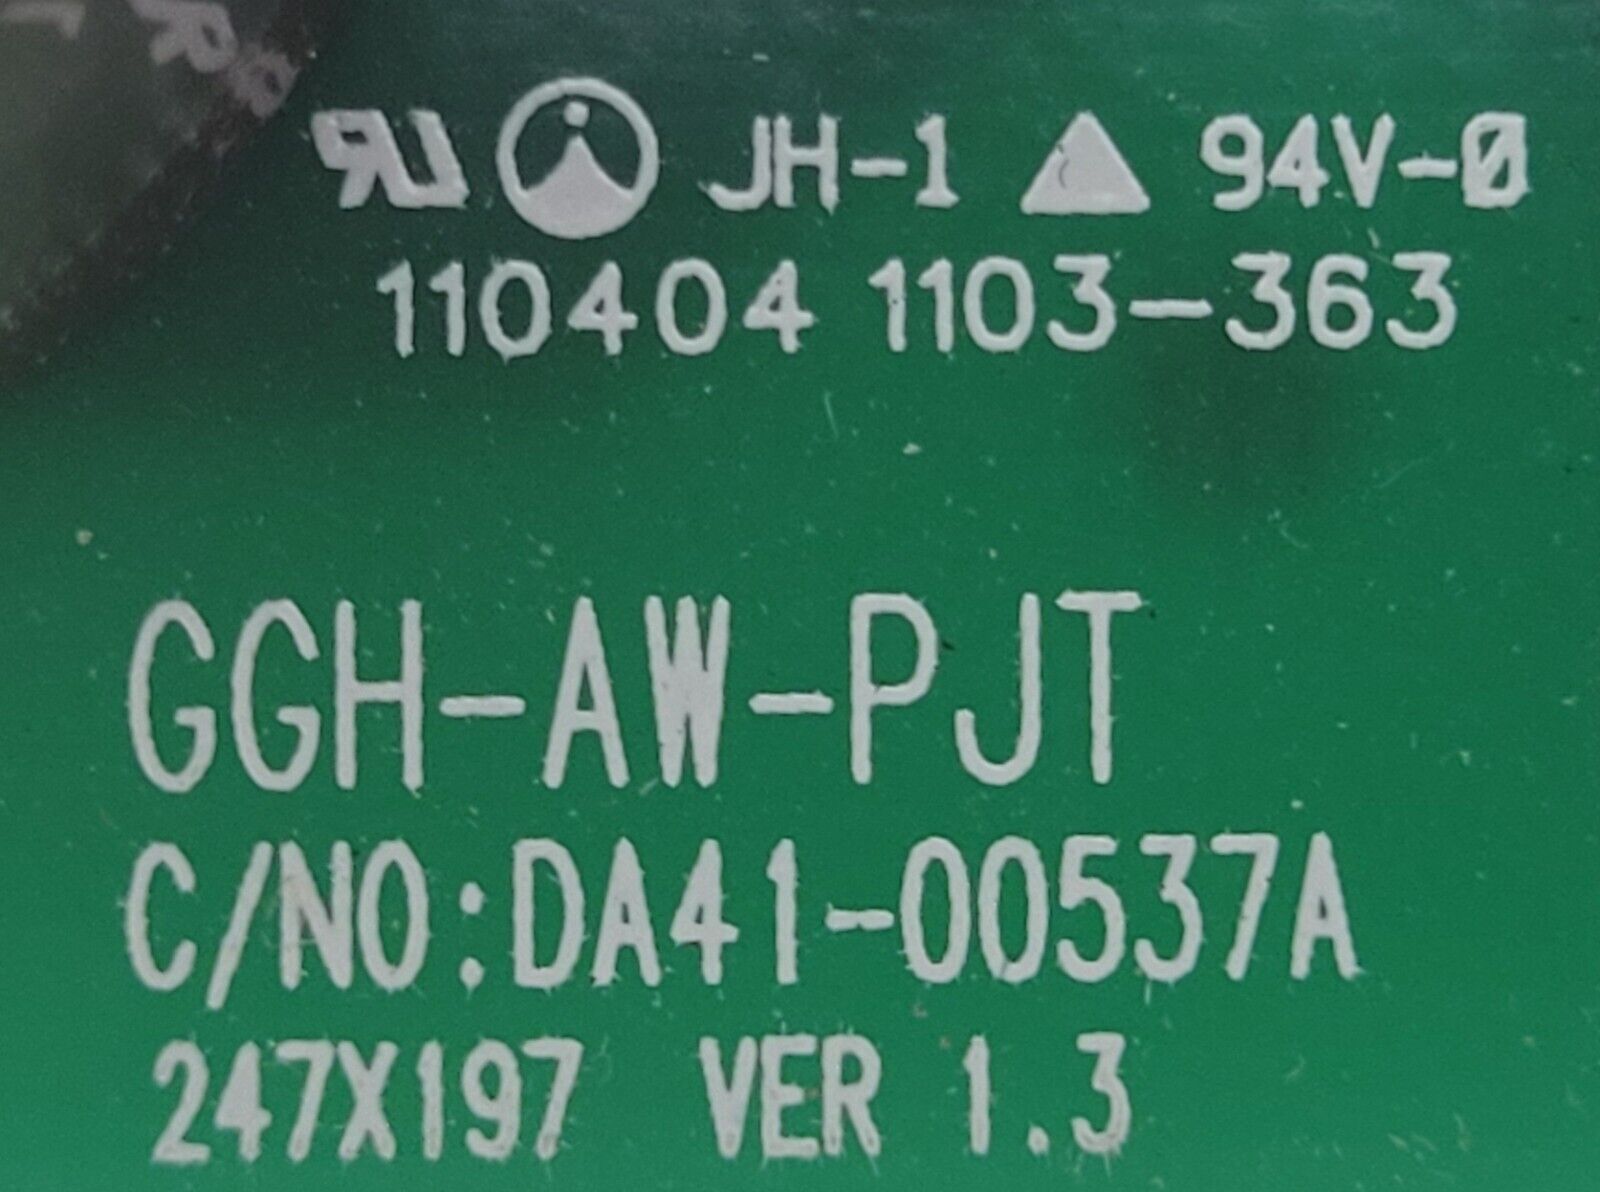 JH-1 94V-0
110404 1103-363
GGH-AW-PJT
C/NO:DA41-00537A
247X197 VER 1.3